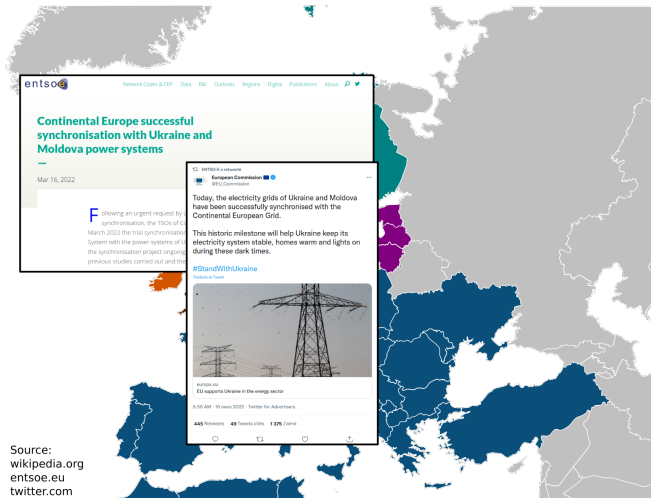 entsoe
Network Codes & CEP Data R&I Outlooks Regions Digital Publications About
Continental Europe successful
synchronisation with Ukraine and
Moldova power systems
Mar 16, 2022
Following an urgent request by
synchronisation, the TSOs of
March 2022 the trial synchronisation
System with the power systems of
the synchronisation project ongoing
previous studies carried out and
ENTSO-E a retweeté
European Commission
@EU_Commission
Today, the electricity grids of Ukraine and Moldova
have been successfully synchronised with the
Continental European Grid.
This historic milestone will help Ukraine keep its
electricity system stable, homes warm and lights on
during these dark times.
#StandWithUkraine
Traduire le Tweet
europa.eu
EU supports Ukraine in the energy sector
16 mars 2022 · Twitter for Advertisers.
445 Retweets 49 Tweets cités 1 375 J'aime
Source:
wikipedia.org
entsoe.eu
twitter.com